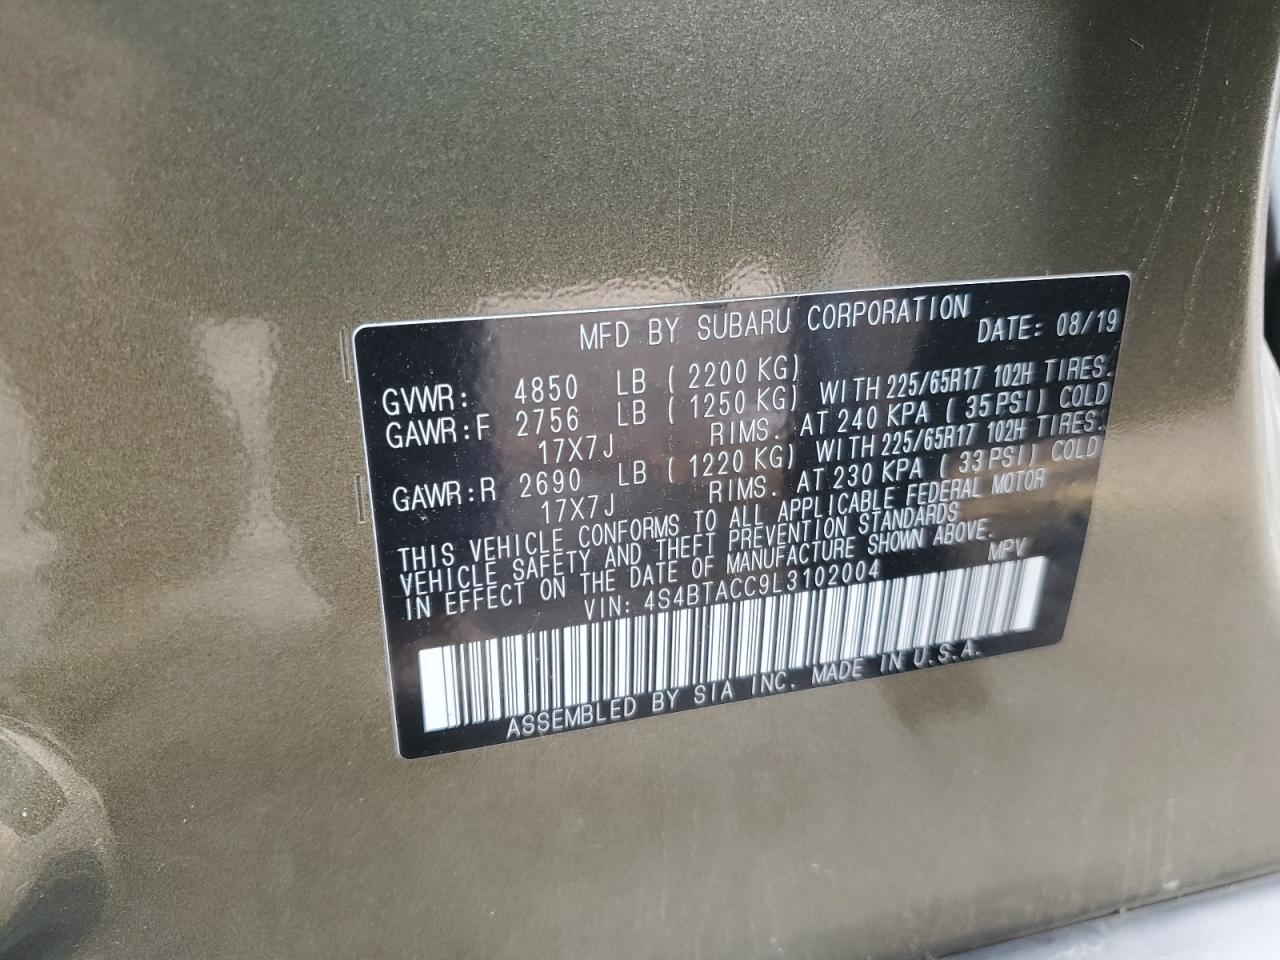 MFD BY SUBARU CORPORATION
DATE: 08/19
GVWR: 4850 LB ( 2200 KG)
GAWR:F 2756 LB ( 1250 KG) WITH 225/65R17 102H TIRES.
17X7J RIMS. AT 240 KPA ( 35 PSI) COLD
GAWR:R 2690 LB ( 1220 KG) WITH 225/65R17 102H TIRES.
17X7J RIMS. AT 230 KPA ( 33 PSI) COLD
THIS VEHICLE CONFORMS TO ALL APPLICABLE FEDERAL MOTOR
VEHICLE SAFETY AND THEFT PREVENTION STANDARDS
IN EFFECT ON THE DATE OF MANUFACTURE SHOWN ABOVE.
VIN: 4S4BTACC9L3102004 MPV
ASSEMBLED BY SIA INC. MADE IN U.S.A.